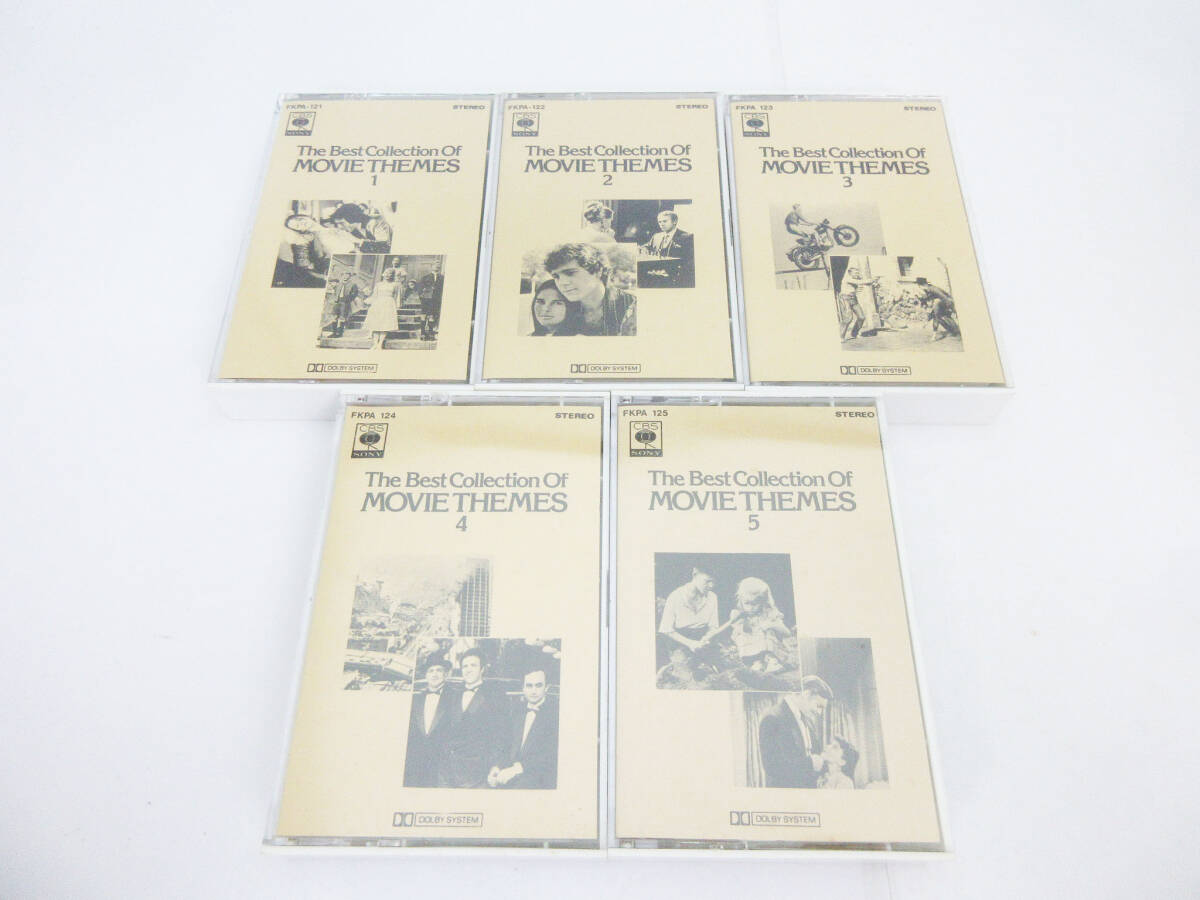 FKPA-121 STEREO
CBS
SONY
The Best Collection Of
MOVIE THEMES
1
DOLBY SYSTEM
FKPA-122 STEREO
CBS
SONY
The Best Collection Of
MOVIE THEMES
2
DOLBY SYSTEM
FKPA 123 STEREO
CBS
SONY
The Best Collection Of
MOVIE THEMES
3
DOLBY SYSTEM
FKPA 124 STEREO
CBS
SONY
The Best Collection Of
MOVIE THEMES
4
DOLBY SYSTEM
FKPA 125 STEREO
CBS
SONY
The Best Collection Of
MOVIE THEMES
5
DOLBY SYSTEM